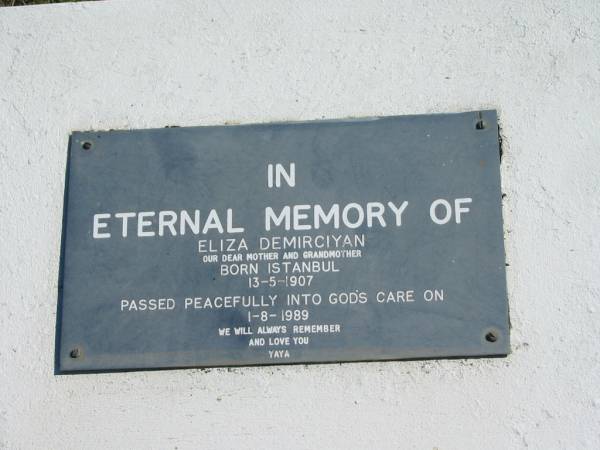 IN
ETERNAL MEMORY OF
ELIZA DEMIRCIYAN
OUR DEAR MOTHER AND GRANDMOTHER
BORN ISTANBUL
13-5-1907
PASSED PEACEFULLY INTO GOD'S CARE ON
1-8-1989
WE WILL ALWAYS REMEMBER
AND LOVE YOU
YAYA